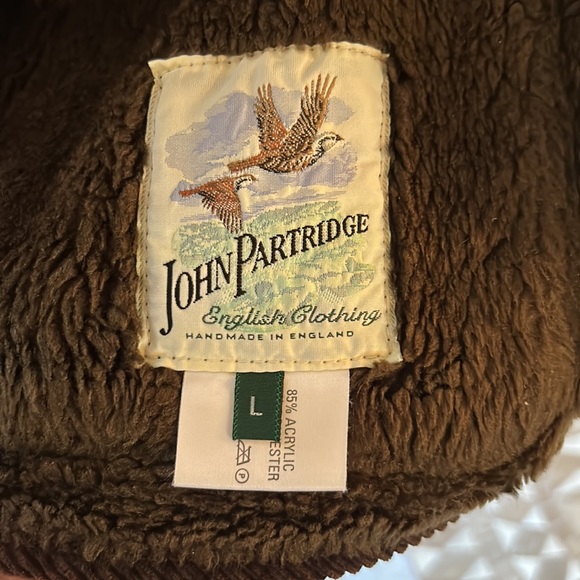 JOHN PARTRIDGE
English Clothing
HANDMADE IN ENGLAND
L
85% ACRYLIC
ESTER
P